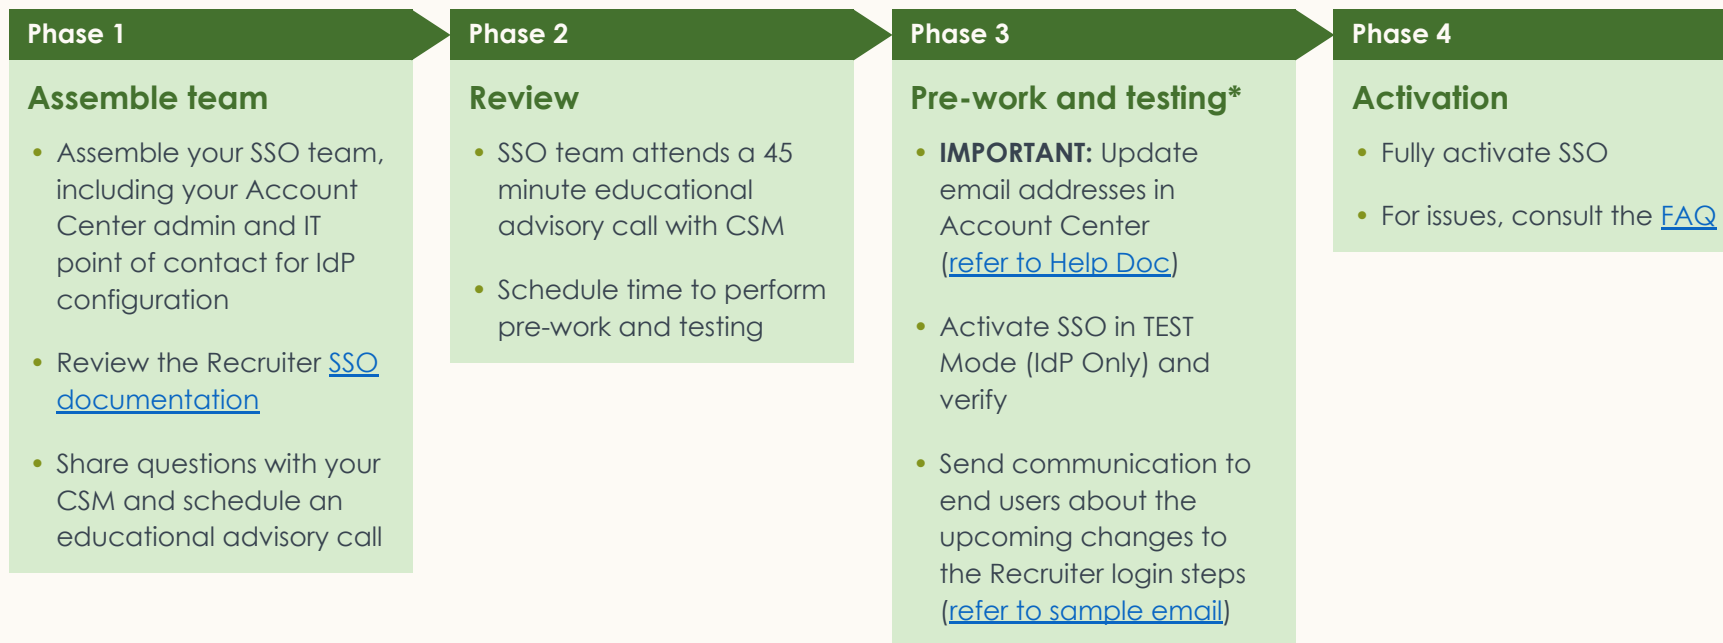 Phase 1
Assemble team
• Assemble your SSO team,
including your Account
Center admin and IT
point of contact for IdP
configuration
• Review the Recruiter SSO
documentation
• Share questions with your
CSM and schedule an
educational advisory call
Phase 2
Review
• SSO team attends a 45
minute educational
advisory call with CSM
• Schedule time to perform
pre-work and testing
Phase 3
Pre-work and testing*
• IMPORTANT: Update
email addresses in
Account Center
(refer to Help Doc)
• Activate SSO in TEST
Mode (IdP Only) and
verify
• Send communication to
end users about the
upcoming changes to
the Recruiter login steps
(refer to sample email)
Phase 4
Activation
• Fully activate SSO
• For issues, consult the FAQ